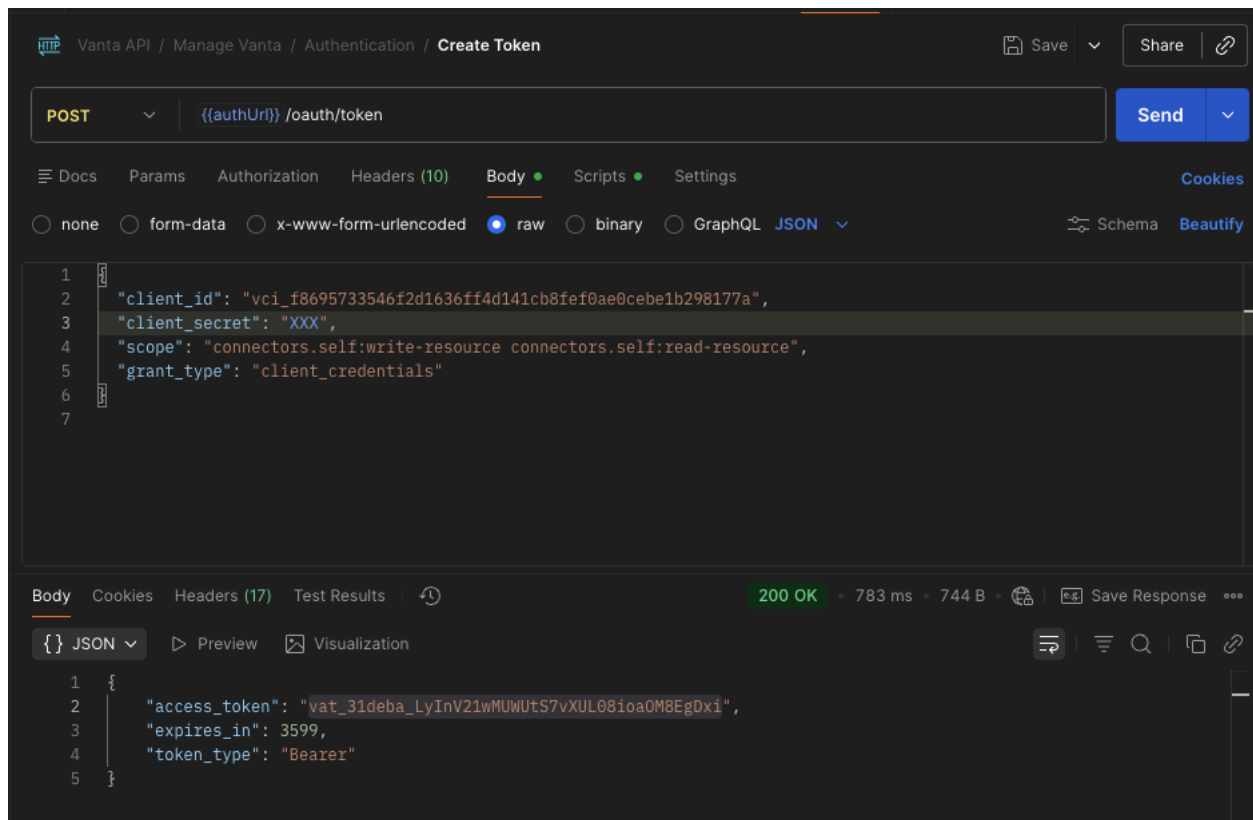 HTTP Vanta API / Manage Vanta / Authentication / Create Token Save Share
POST {{authUrl}} /oauth/token Send
Docs Params Authorization Headers (10) Body Scripts Settings Cookies
none form-data x-www-form-urlencoded raw binary GraphQL JSON Schema Beautify
1 {
2 "client_id": "vci_f8695733546f2d1636ff4d141cb8fef0ae0cebe1b298177a",
3 "client_secret": "XXX",
4 "scope": "connectors.self:write-resource connectors.self:read-resource",
5 "grant_type": "client_credentials"
6 }
7
Body Cookies Headers (17) Test Results 200 OK • 783 ms • 744 B • e.g. Save Response
{} JSON Preview Visualization
1 {
2 "access_token": "vat_31deba_LyInV21wMUWUtS7vXUL08ioaOM8EgDxi",
3 "expires_in": 3599,
4 "token_type": "Bearer"
5 }